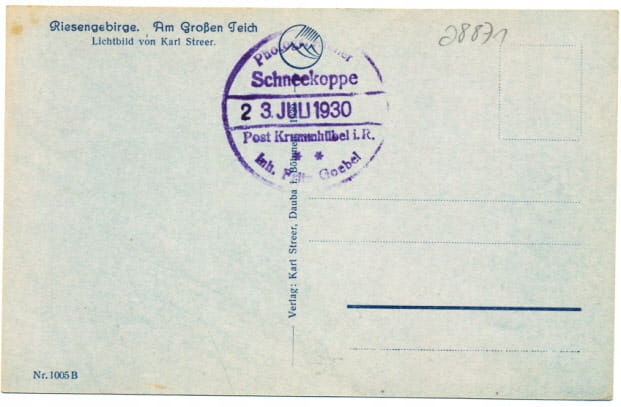 Riesengebirge. Am Großen Teich
Lichtbild von Karl Streer.
28871
Schneekoppe
2 3. JULI 1930
Post Krummhübel i. R.
* *
Inh. Goebel
Verlag: Karl Streer, Dauba i. Böhmen
Nr. 1005 B